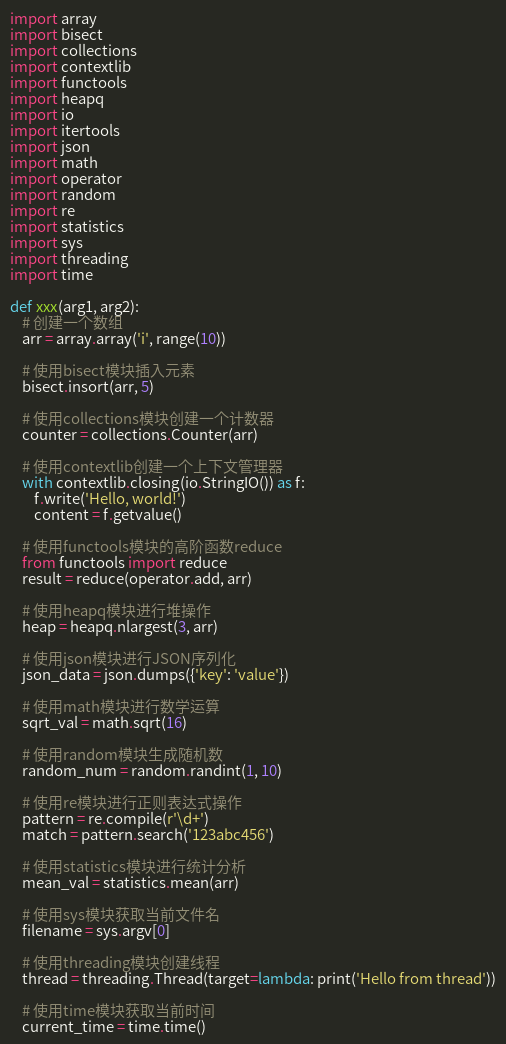 import array
import bisect
import collections
import contextlib
import functools
import heapq
import io
import itertools
import json
import math
import operator
import random
import re
import statistics
import sys
import threading
import time

def xxx(arg1, arg2):
    # 创建一个数组
    arr = array.array('i', range(10))

    # 使用bisect模块插入元素
    bisect.insort(arr, 5)

    # 使用collections模块创建一个计数器
    counter = collections.Counter(arr)

    # 使用contextlib创建一个上下文管理器
    with contextlib.closing(io.StringIO()) as f:
        f.write('Hello, world!')
        content = f.getvalue()

    # 使用functools模块的高阶函数reduce
    from functools import reduce
    result = reduce(operator.add, arr)

    # 使用heapq模块进行堆操作
    heap = heapq.nlargest(3, arr)

    # 使用json模块进行JSON序列化
    json_data = json.dumps({'key': 'value'})

    # 使用math模块进行数学运算
    sqrt_val = math.sqrt(16)

    # 使用random模块生成随机数
    random_num = random.randint(1, 10)

    # 使用re模块进行正则表达式操作
    pattern = re.compile(r'\d+')
    match = pattern.search('123abc456')

    # 使用statistics模块进行统计分析
    mean_val = statistics.mean(arr)

    # 使用sys模块获取当前文件名
    filename = sys.argv[0]

    # 使用threading模块创建线程
    thread = threading.Thread(target=lambda: print('Hello from thread'))

    # 使用time模块获取当前时间
    current_time = time.time()